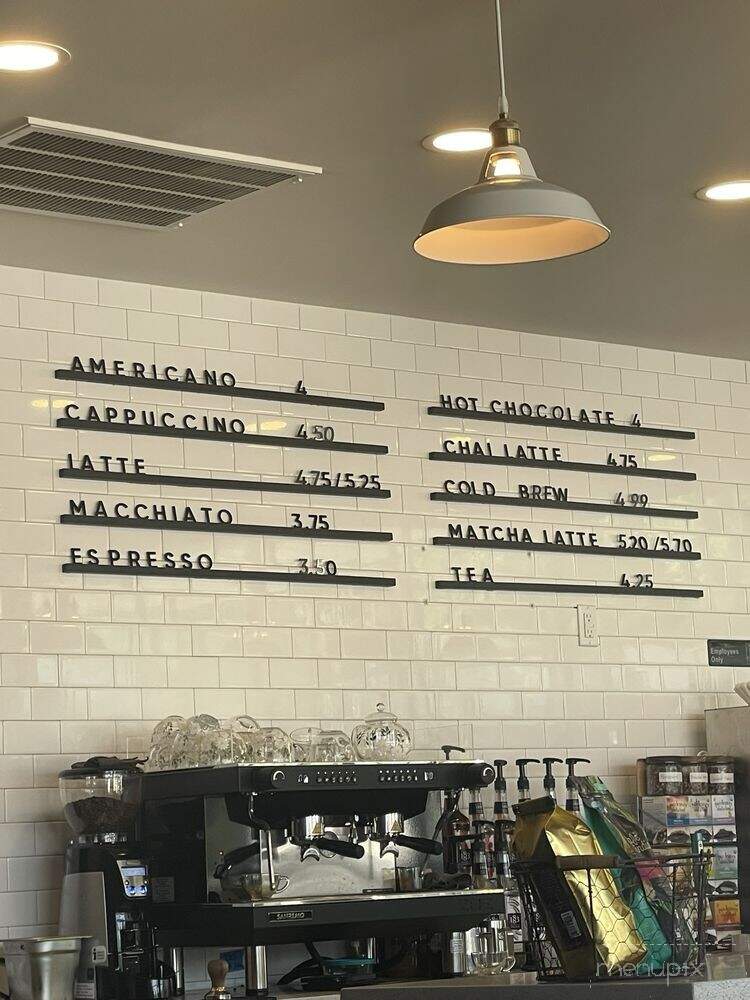 AMERICANO 4
CAPPUCCINO 4.50
LATTE 4.75/5.25
MACCHIATO 3.75
ESPRESSO 3.50
HOT CHOCOLATE 4
CHAI LATTE 4.75
COLD BREW 4.99
MATCHA LATTE 5.20/5.70
TEA 4.25
Employees
Only
SANREMO
menupix